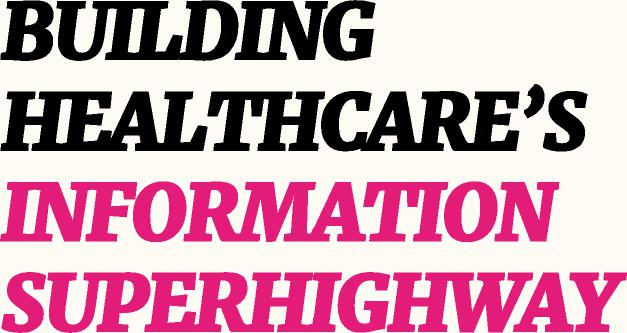 BUILDING
HEALTHCARE’S
INFORMATION
SUPERHIGHWAY